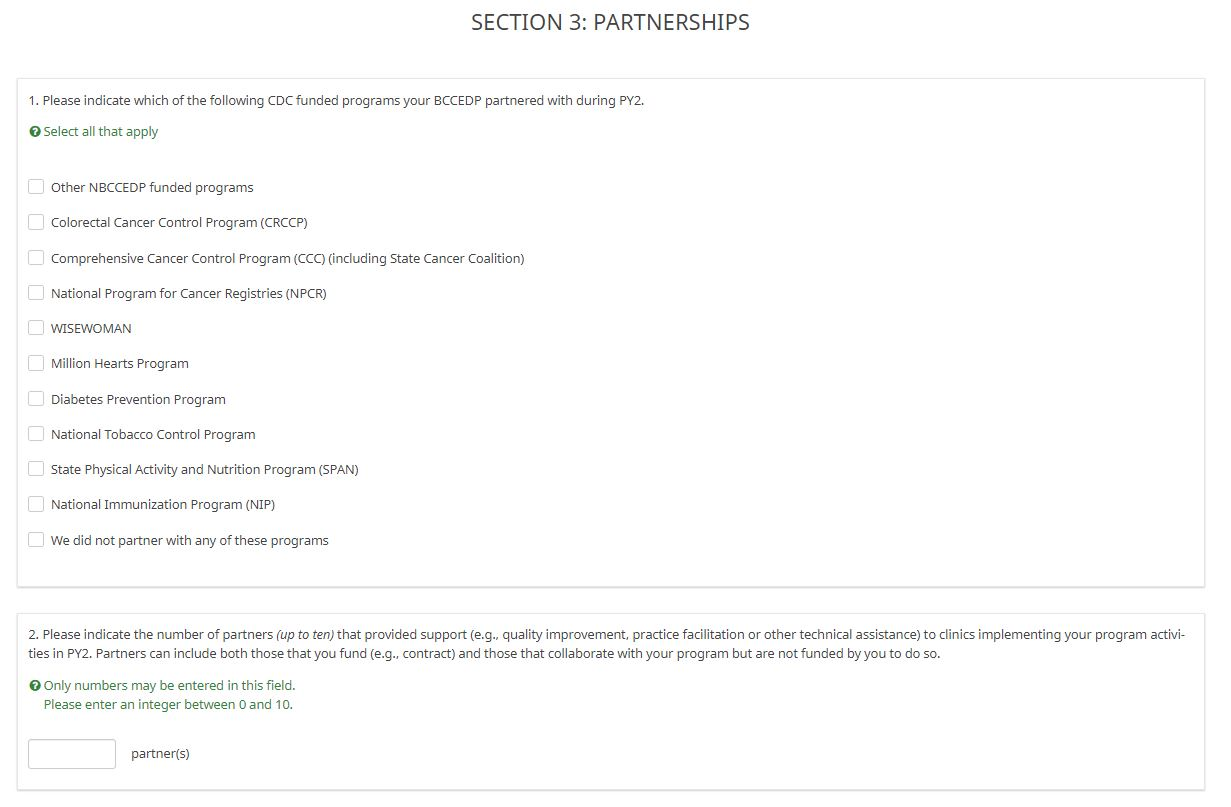 SECTION 3: PARTNERSHIPS
1. Please indicate which of the following CDC funded programs your BCCEDP partnered with during PY2.
Select all that apply
Other NBCCEDP funded programs
Colorectal Cancer Control Program (CRCCP)
Comprehensive Cancer Control Program (CCC) (including State Cancer Coalition)
National Program for Cancer Registries (NPCR)
WISEWOMAN
Million Hearts Program
Diabetes Prevention Program
National Tobacco Control Program
State Physical Activity and Nutrition Program (SPAN)
National Immunization Program (NIP)
We did not partner with any of these programs
2. Please indicate the number of partners (up to ten) that provided support (e.g., quality improvement, practice facilitation or other technical assistance) to clinics implementing your program activi-
ties in PY2. Partners can include both those that you fund (e.g., contract) and those that collaborate with your program but are not funded by you to do so.
Only numbers may be entered in this field.
Please enter an integer between 0 and 10.
partner(s)